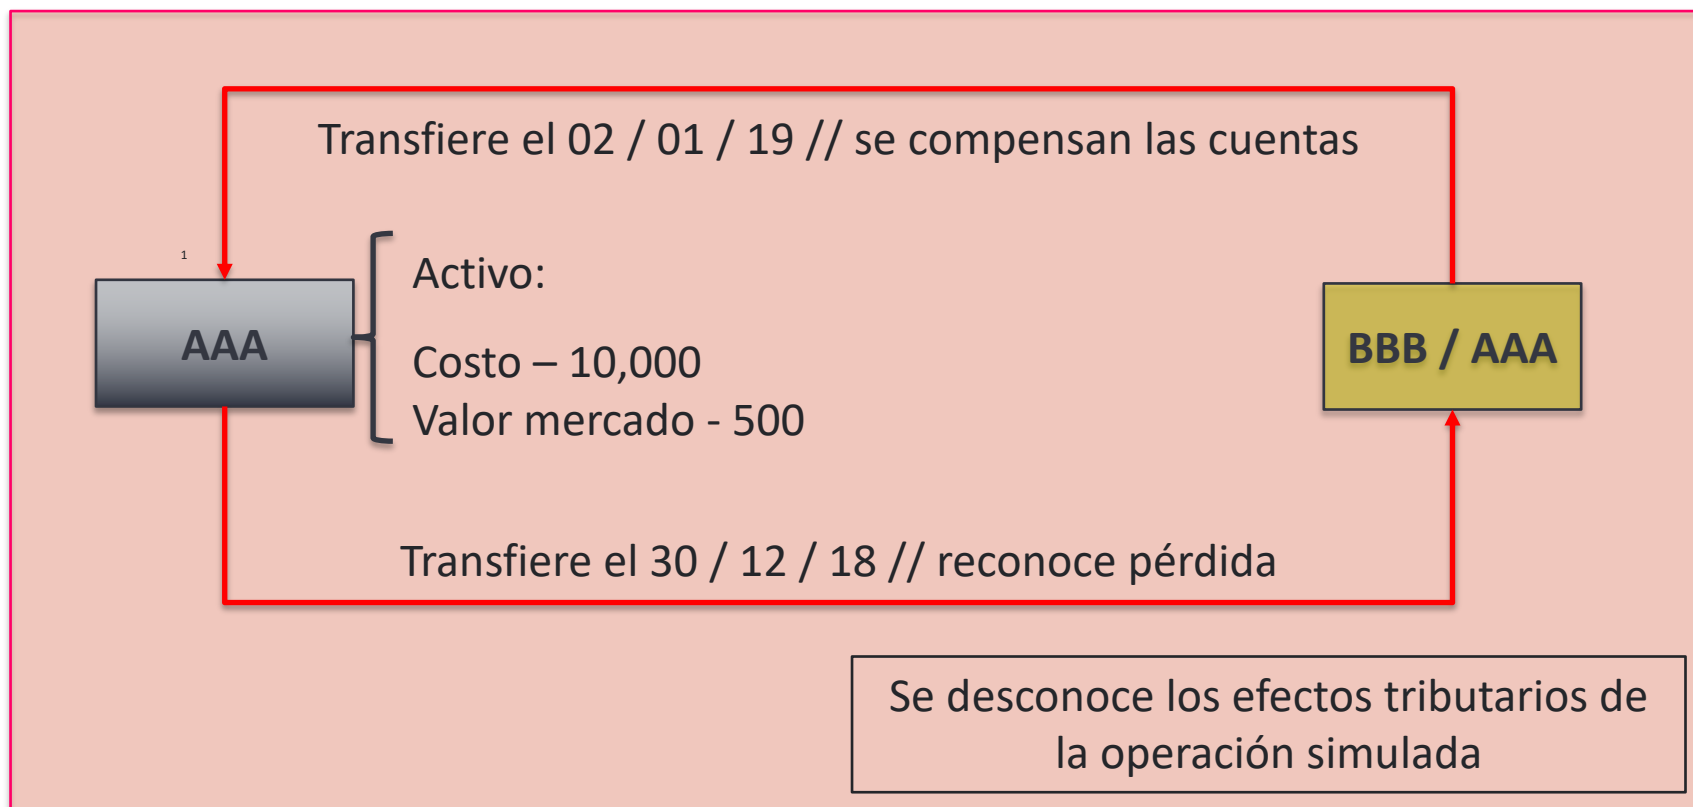 Transfiere el 02 / 01 / 19 // se compensan las cuentas
1
AAA
Activo:
Costo – 10,000
Valor mercado - 500
BBB / AAA
Transfiere el 30 / 12 / 18 // reconoce pérdida
Se desconoce los efectos tributarios de
la operación simulada